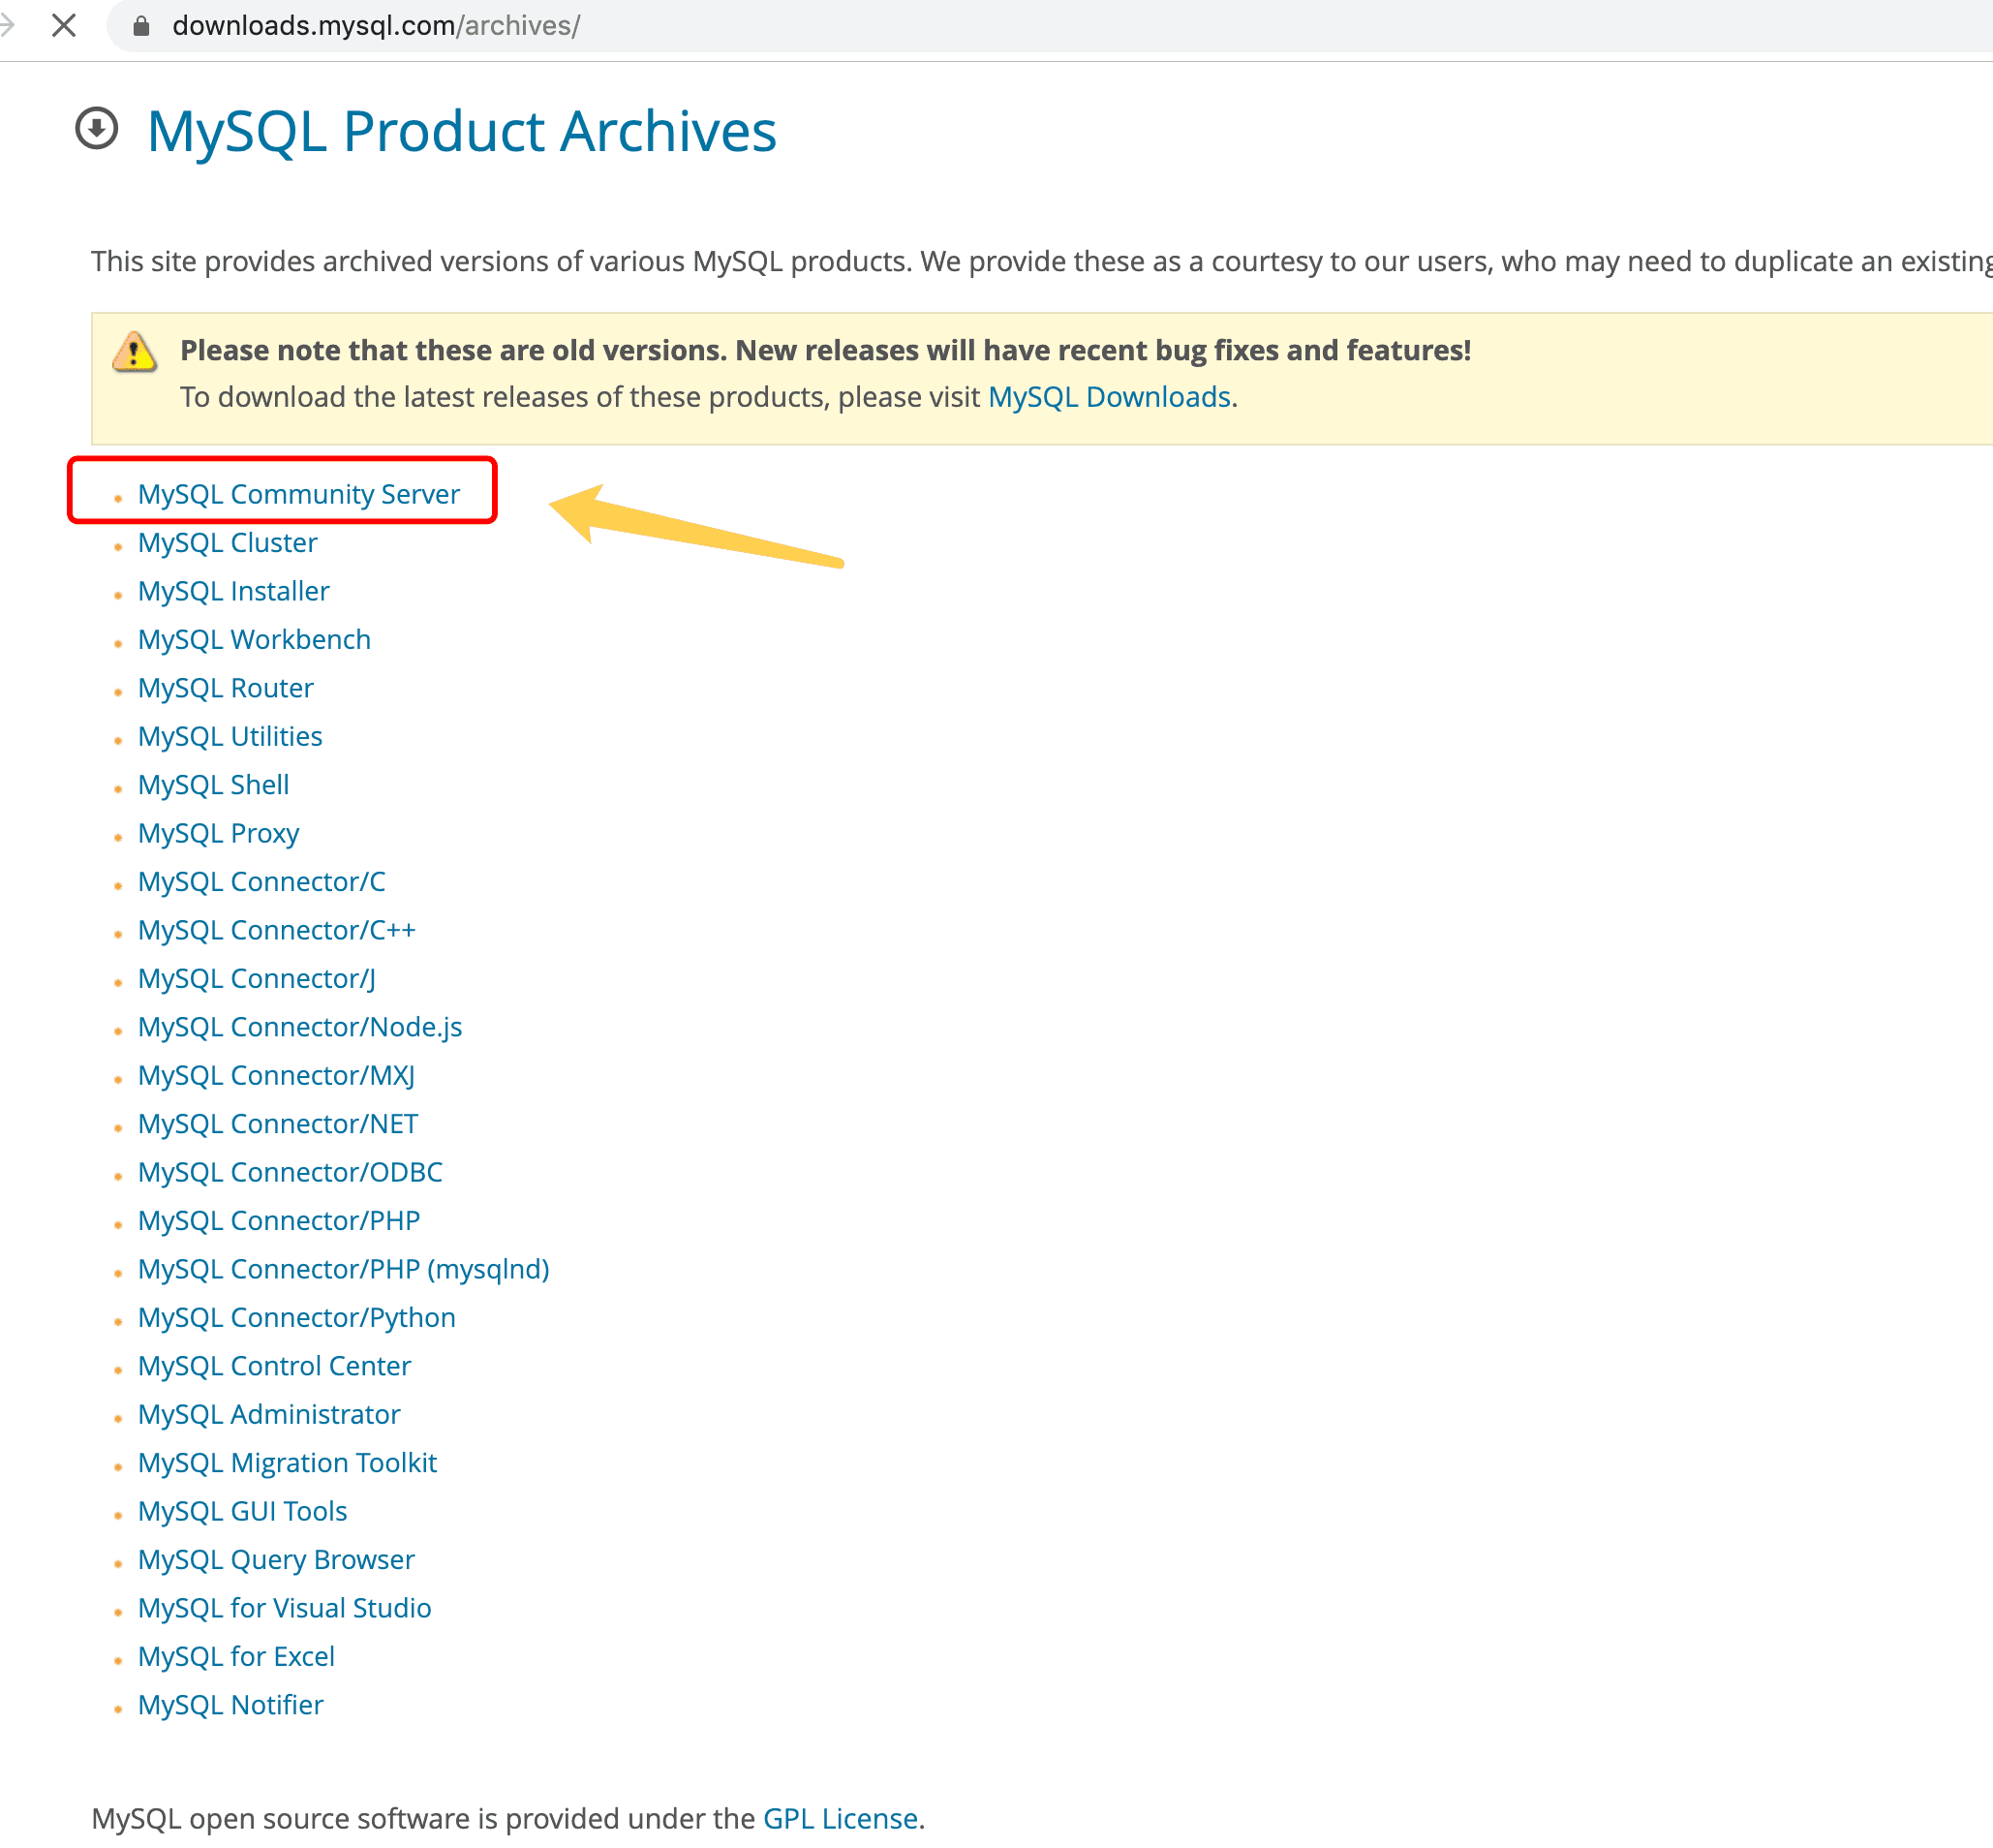 downloads.mysql.com/archives/
MySQL Product Archives
This site provides archived versions of various MySQL products. We provide these as a courtesy to our users, who may need to duplicate an existing
Please note that these are old versions. New releases will have recent bug fixes and features!
To download the latest releases of these products, please visit MySQL Downloads.
MySQL Community Server
MySQL Cluster
MySQL Installer
MySQL Workbench
MySQL Router
MySQL Utilities
MySQL Shell
MySQL Proxy
MySQL Connector/C
MySQL Connector/C++
MySQL Connector/J
MySQL Connector/Node.js
MySQL Connector/MXJ
MySQL Connector/NET
MySQL Connector/ODBC
MySQL Connector/PHP
MySQL Connector/PHP (mysqlnd)
MySQL Connector/Python
MySQL Control Center
MySQL Administrator
MySQL Migration Toolkit
MySQL GUI Tools
MySQL Query Browser
MySQL for Visual Studio
MySQL for Excel
MySQL Notifier
MySQL open source software is provided under the GPL License.